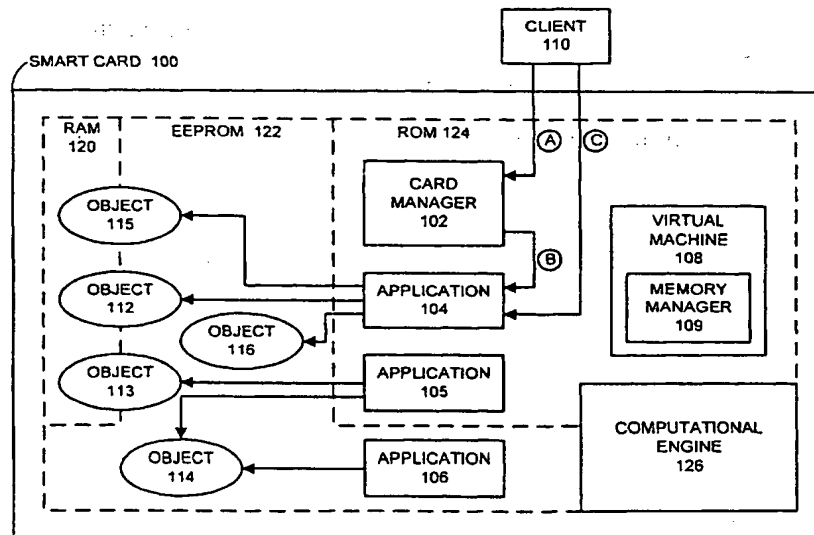 CLIENT
110
SMART CARD 100
RAM
120
EEPROM 122
ROM 124
A
C
CARD
MANAGER
102
OBJECT
115
VIRTUAL
MACHINE
108
B
MEMORY
MANAGER
109
APPLICATION
104
OBJECT
112
OBJECT
116
OBJECT
113
APPLICATION
105
COMPUTATIONAL
ENGINE
126
OBJECT
114
APPLICATION
106